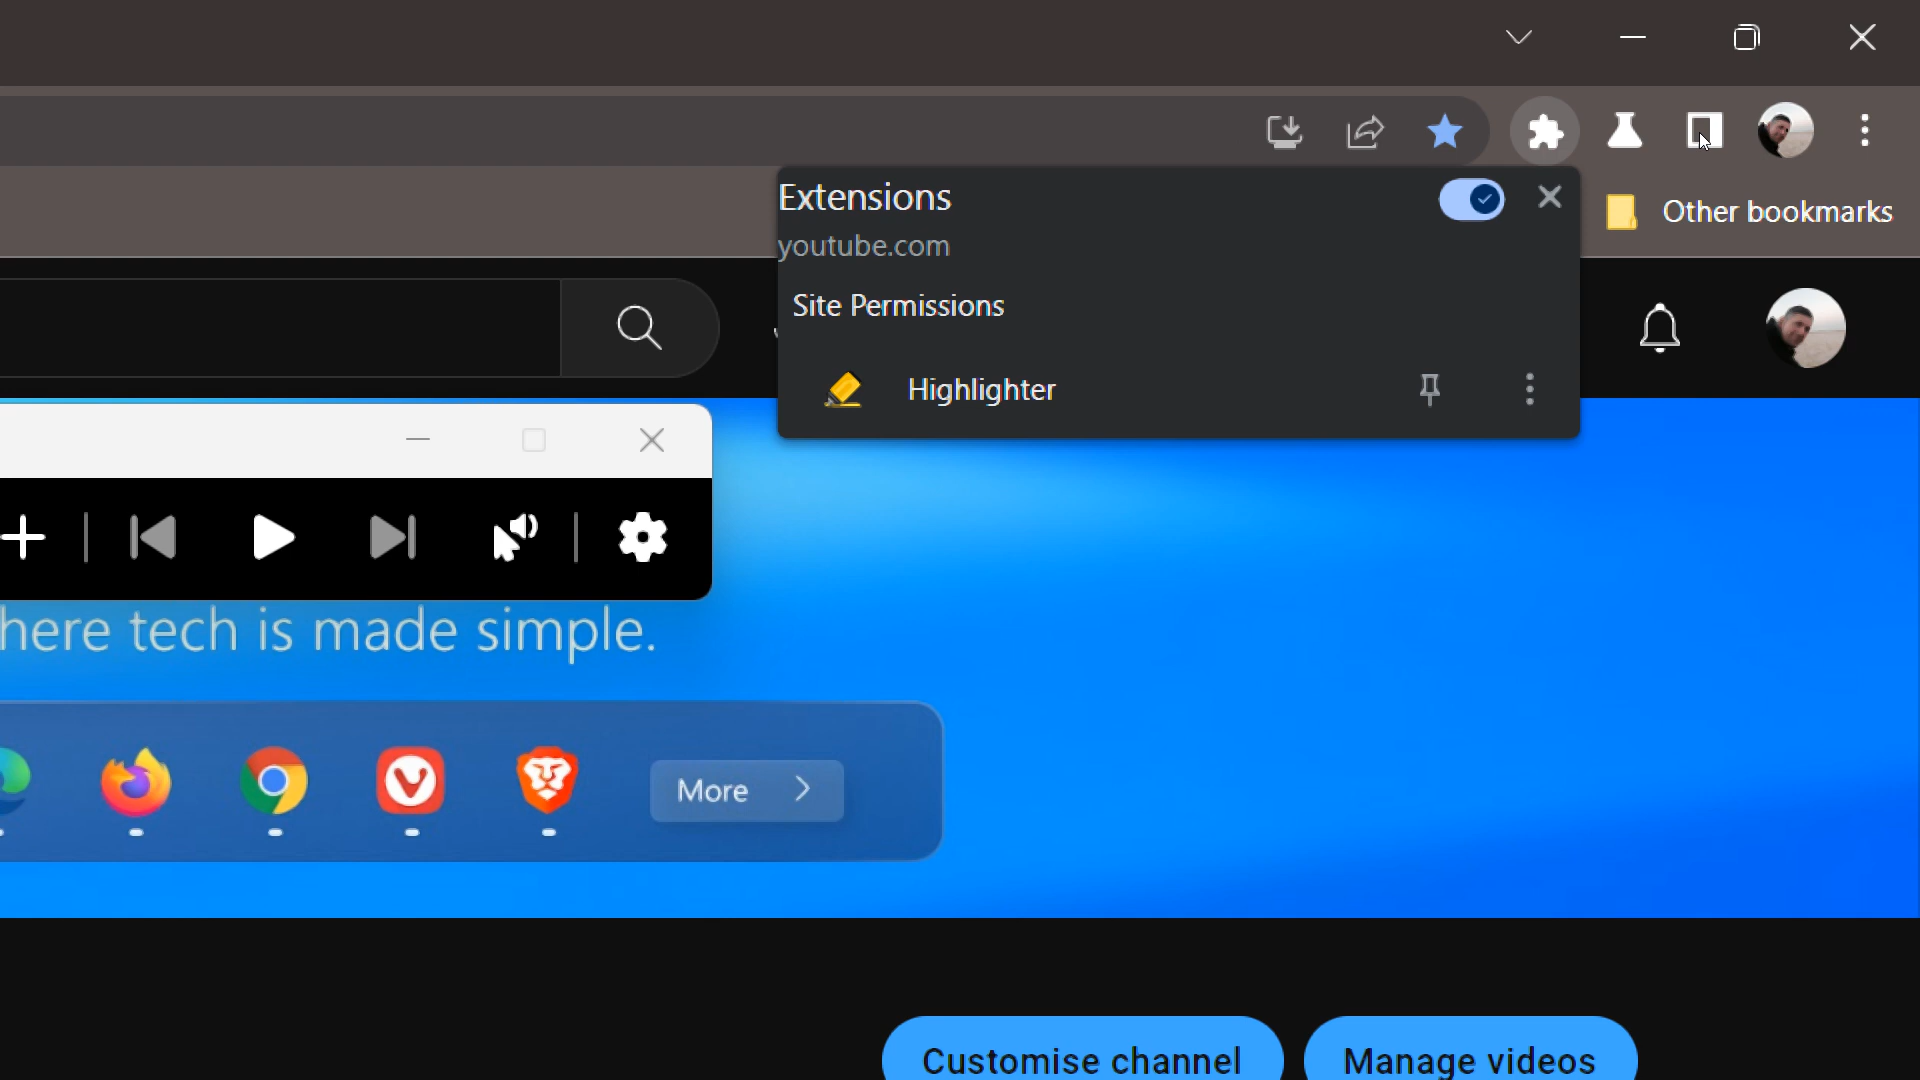 Extensions
youtube.com
Other bookmarks
Site Permissions
Highlighter
here tech is made simple.
More
Customise channel
Manage videos